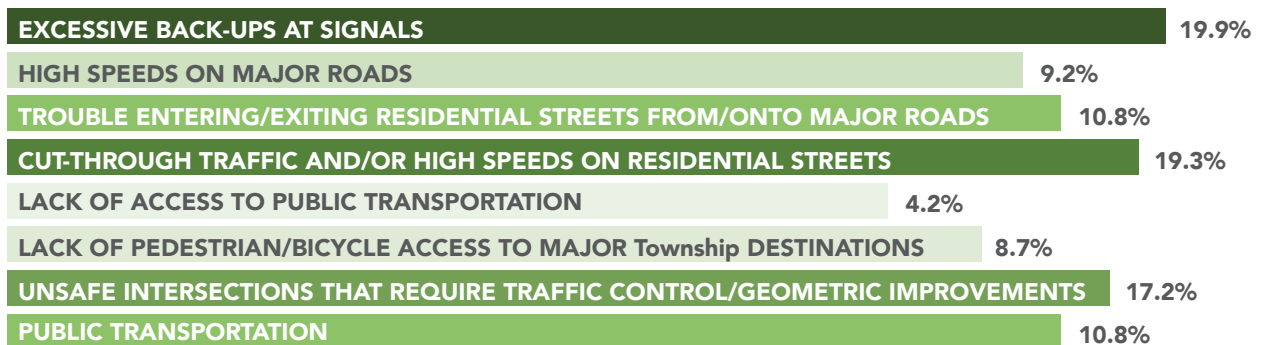 EXCESSIVE BACK-UPS AT SIGNALS 19.9%
HIGH SPEEDS ON MAJOR ROADS 9.2%
TROUBLE ENTERING/EXITING RESIDENTIAL STREETS FROM/ONTO MAJOR ROADS 10.8%
CUT-THROUGH TRAFFIC AND/OR HIGH SPEEDS ON RESIDENTIAL STREETS 19.3%
LACK OF ACCESS TO PUBLIC TRANSPORTATION 4.2%
LACK OF PEDESTRIAN/BICYCLE ACCESS TO MAJOR Township DESTINATIONS 8.7%
UNSAFE INTERSECTIONS THAT REQUIRE TRAFFIC CONTROL/GEOMETRIC IMPROVEMENTS 17.2%
PUBLIC TRANSPORTATION 10.8%